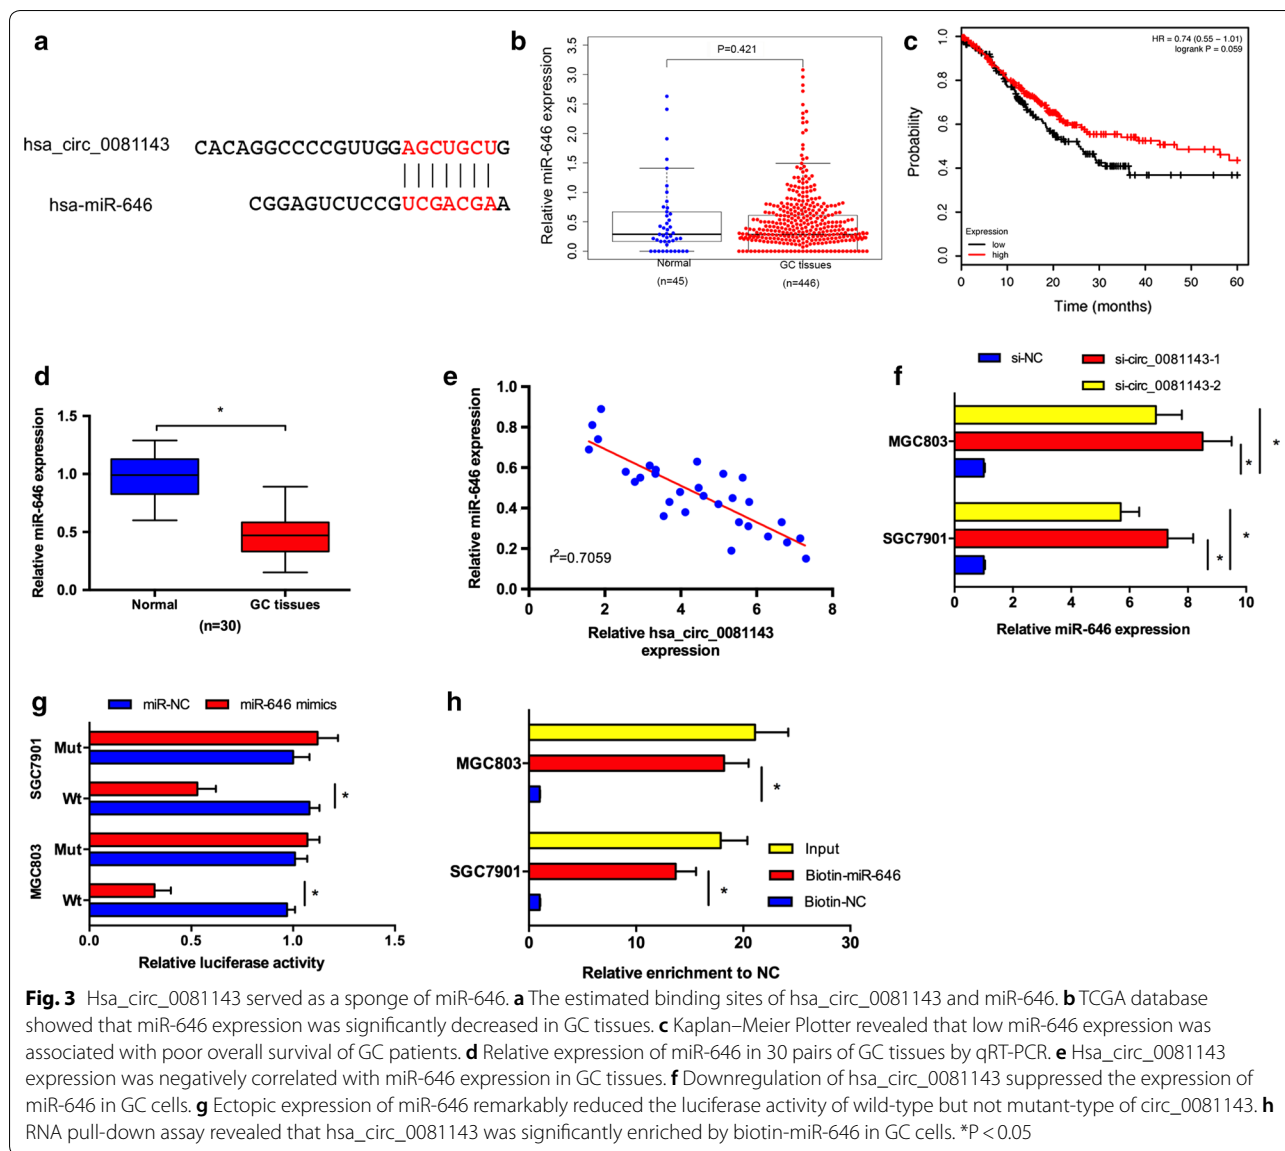 a
hsa_circ_0081143 CACAGGCCCCGUUGGAGCUGCUG
hsa-miR-646 CGGAGUCUCCGUCGACGAA
b
Relative miR-646 expression
P=0.421
3.5
3.0
2.5
2.0
1.5
1.0
0.5
0.0
Normal GC tissues
(n=45) (n=446)
c
HR = 0.74 (0.55 − 1.01)
logrank P = 0.059
Probability
1.0
0.8
0.6
0.4
0.2
0.0
Expression
low
high
0 10 20 30 40 50 60
Time (months)
d
Relative miR-646 expression
*
1.5
1.0
0.5
0.0
Normal GC tissues
(n=30)
e
Relative miR-646 expression
1.0
0.8
0.6
0.4
0.2
0.0
r2=0.7059
2 4 6 8
Relative hsa_circ_0081143
expression
f
si-NC si-circ_0081143-1
si-circ_0081143-2
MGC803
* *
SGC7901
* *
0 2 4 6 8 10
Relative miR-646 expression
g
miR-NC miR-646 mimics
SGC7901
Mut
Wt
*
MGC803
Mut
Wt
*
0.0 0.5 1.0 1.5
Relative luciferase activity
h
MGC803
*
SGC7901
*
Input
Biotin-miR-646
Biotin-NC
0 10 20 30
Relative enrichment to NC
Fig. 3 Hsa_circ_0081143 served as a sponge of miR-646. a The estimated binding sites of hsa_circ_0081143 and miR-646. b TCGA database
showed that miR-646 expression was significantly decreased in GC tissues. c Kaplan–Meier Plotter revealed that low miR-646 expression was
associated with poor overall survival of GC patients. d Relative expression of miR-646 in 30 pairs of GC tissues by qRT-PCR. e Hsa_circ_0081143
expression was negatively correlated with miR-646 expression in GC tissues. f Downregulation of hsa_circ_0081143 suppressed the expression of
miR-646 in GC cells. g Ectopic expression of miR-646 remarkably reduced the luciferase activity of wild-type but not mutant-type of circ_0081143. h
RNA pull-down assay revealed that hsa_circ_0081143 was significantly enriched by biotin-miR-646 in GC cells. *P < 0.05